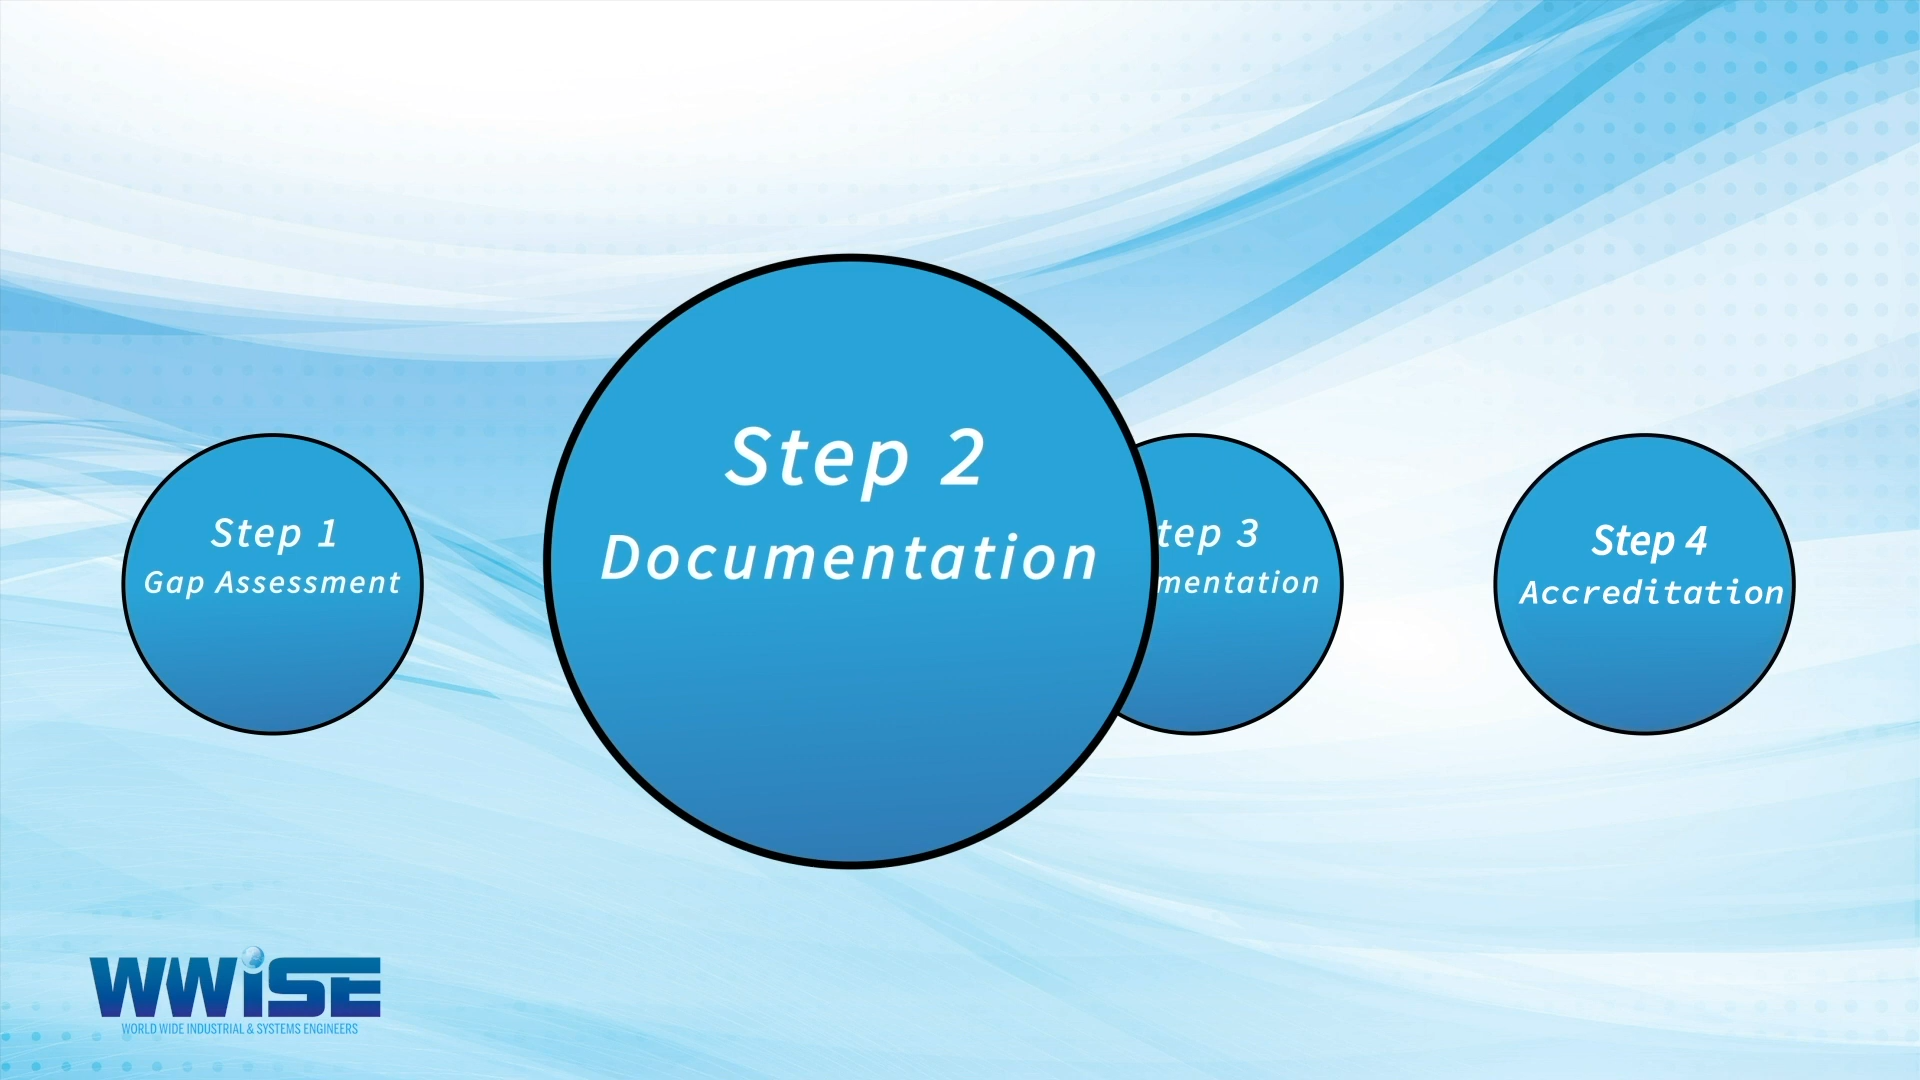 Step 1
Gap Assessment
Step 2
Documentation
tep 3
mentation
Step 4
Accreditation
WWiSE
WORLD WIDE INDUSTRIAL & SYSTEMS ENGINEERS